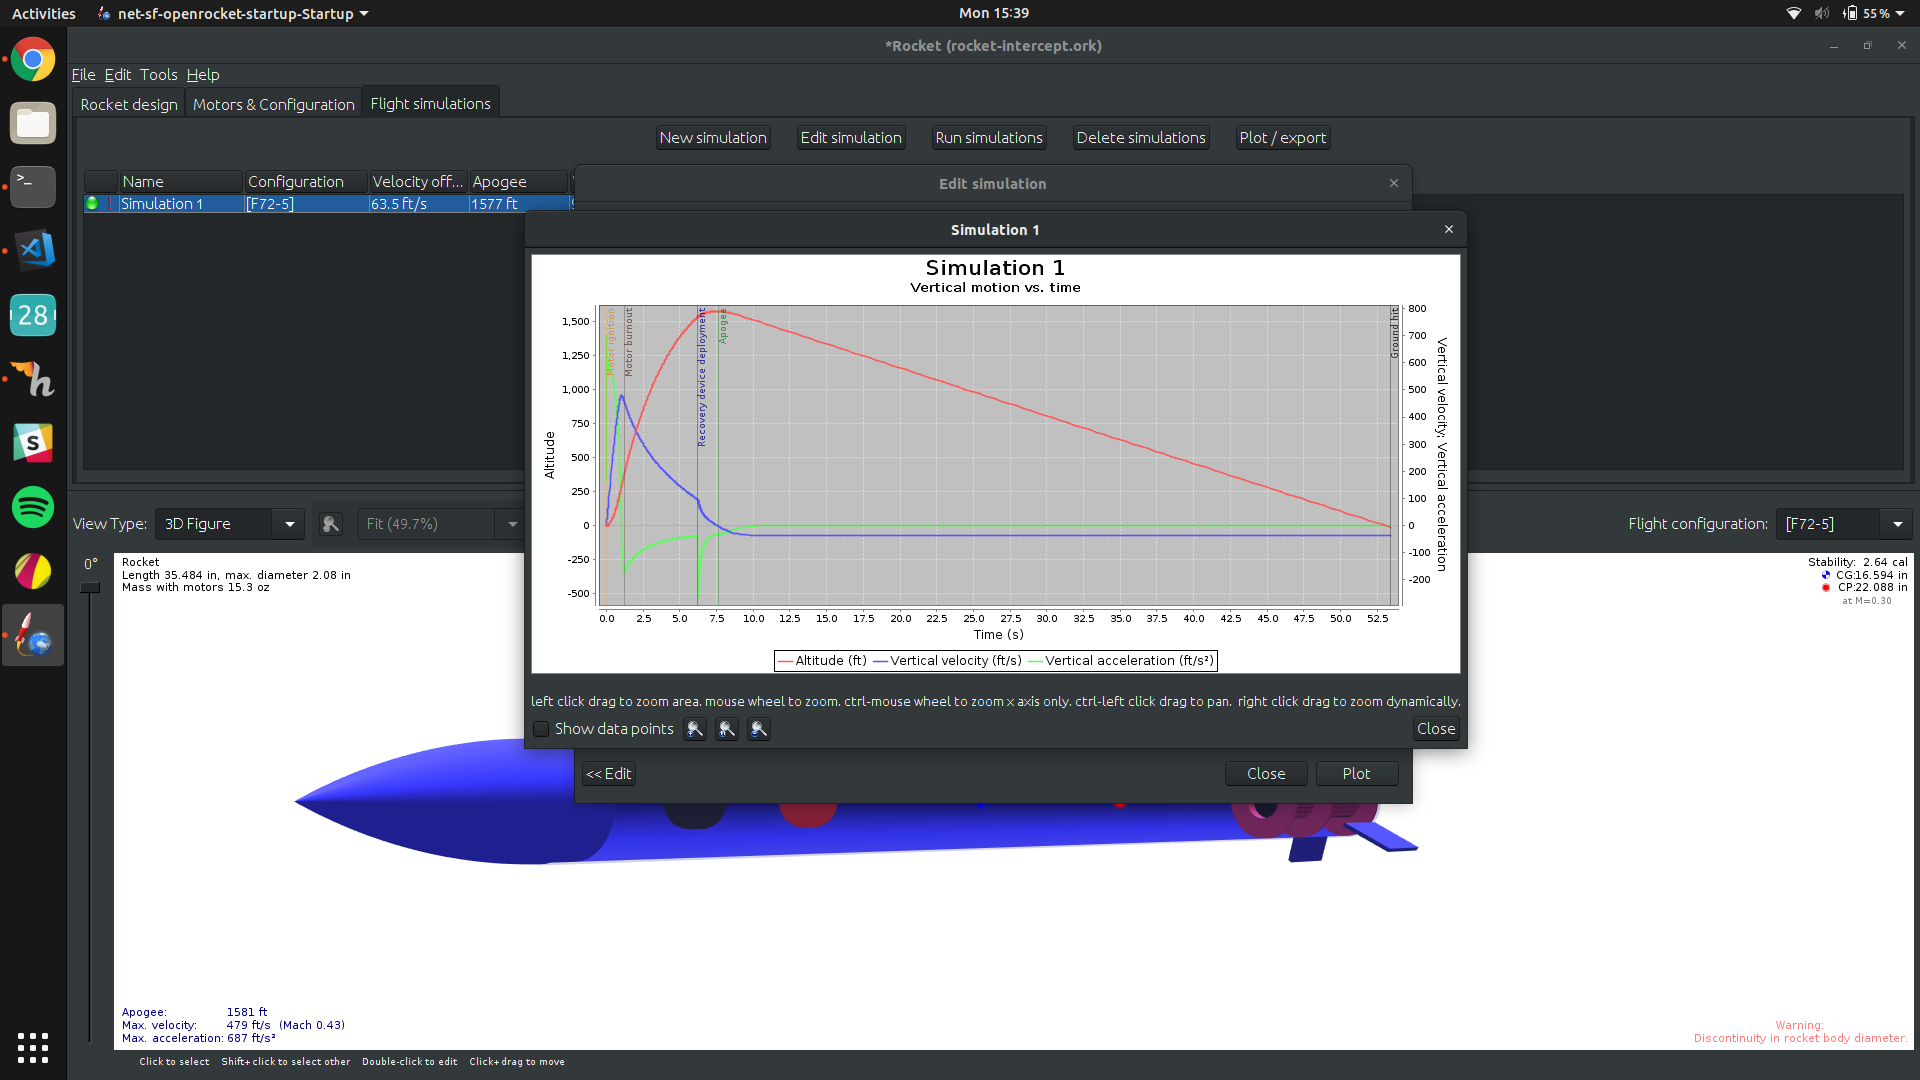 Activities
net-sf-openrocket-startup-Startup
Mon 15:39
55 %
*Rocket (rocket-intercept.ork)
File Edit Tools Help
Rocket design
Motors & Configuration
Flight simulations
New simulation
Edit simulation
Run simulations
Delete simulations
Plot / export
Name
Configuration
Velocity off...
Apogee
Simulation 1
[F72-5]
63.5 ft/s
1577 ft
Edit simulation
Simulation 1
Simulation 1
Vertical motion vs. time
Motor ignition
Motor burnout
Recovery device deployment
Apogee
Ground hit
Altitude
1,500
1,250
1,000
750
500
250
0
-250
-500
800
700
600
500
400
300
200
100
0
-100
-200
Vertical velocity; Vertical acceleration
0.0 2.5 5.0 7.5 10.0 12.5 15.0 17.5 20.0 22.5 25.0 27.5 30.0 32.5 35.0 37.5 40.0 42.5 45.0 47.5 50.0 52.5
Time (s)
Altitude (ft) Vertical velocity (ft/s) Vertical acceleration (ft/s²)
left click drag to zoom area. mouse wheel to zoom. ctrl-mouse wheel to zoom x axis only. ctrl-left click drag to pan. right click drag to zoom dynamically.
Show data points
Close
<< Edit
Close
Plot
View Type:
3D Figure
Fit (49.7%)
Flight configuration:
[F72-5]
0°
Rocket
Length 35.484 in, max. diameter 2.08 in
Mass with motors 15.3 oz
Stability: 2.64 cal
CG:16.594 in
CP:22.088 in
at M=0.30
Apogee: 1581 ft
Max. velocity: 479 ft/s (Mach 0.43)
Max. acceleration: 687 ft/s²
Warning:
Discontinuity in rocket body diameter.
Click to select Shift+click to select other Double-click to edit Click+drag to move
28
S
h
>_